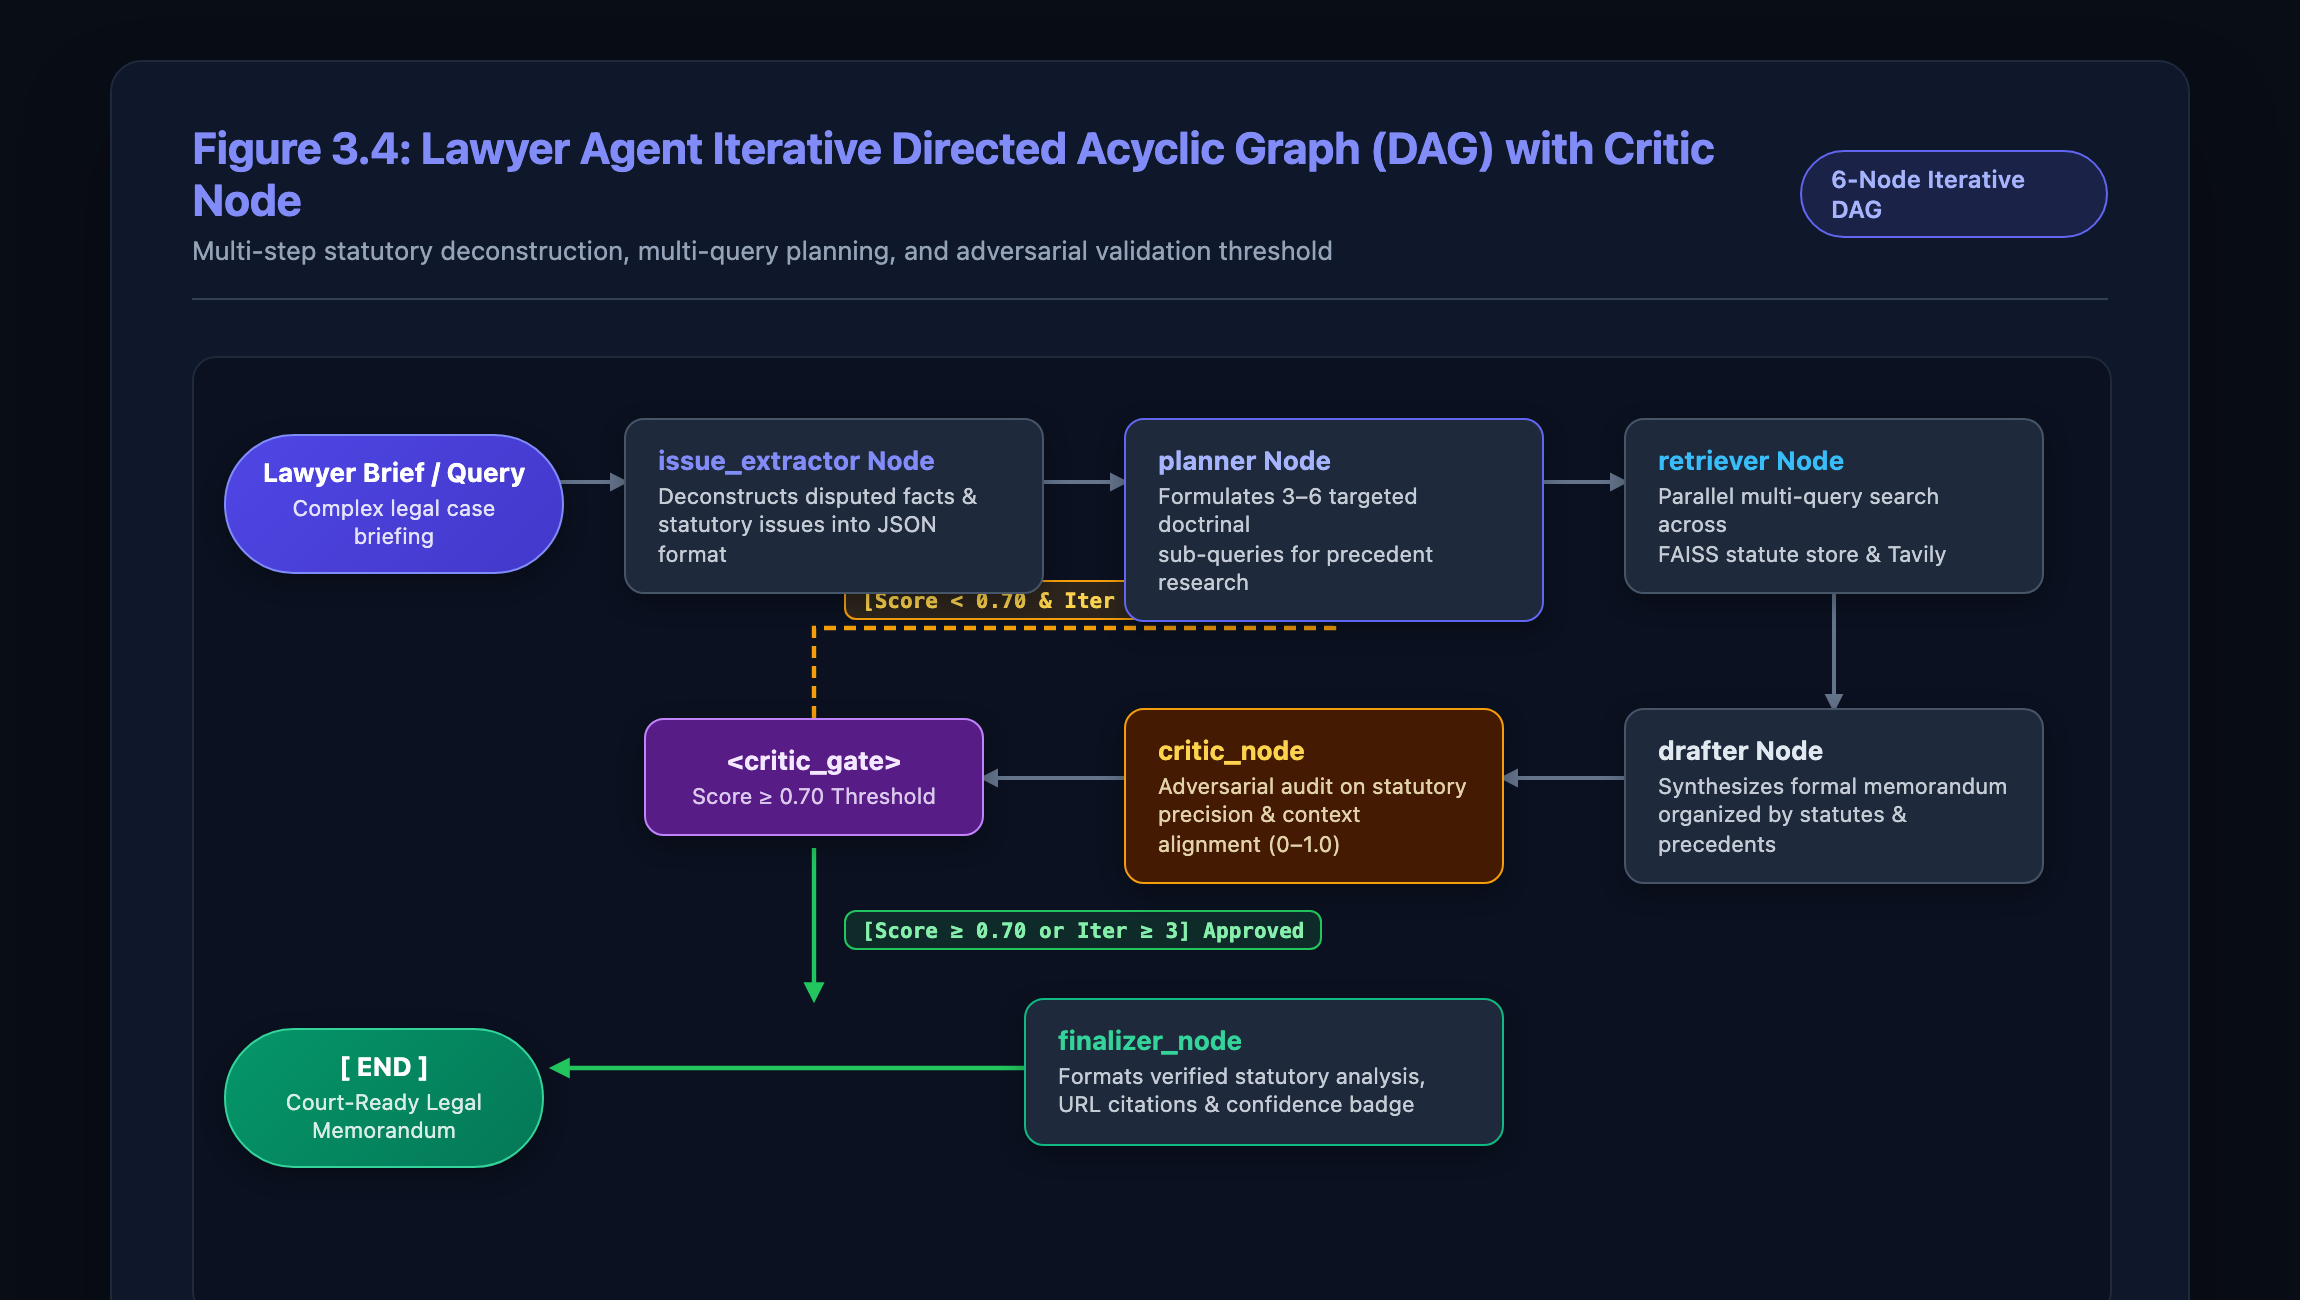 Figure 3.4: Lawyer Agent Iterative Directed Acyclic Graph (DAG) with Critic
Node
6-Node Iterative
DAG
Multi-step statutory deconstruction, multi-query planning, and adversarial validation threshold
Lawyer Brief / Query
Complex legal case
briefing
issue_extractor Node
Deconstructs disputed facts &
statutory issues into JSON
format
planner Node
Formulates 3–6 targeted
doctrinal
sub-queries for precedent
research
retriever Node
Parallel multi-query search
across
FAISS statute store & Tavily
[Score < 0.70 & Iter
<critic_gate>
Score ≥ 0.70 Threshold
critic_node
Adversarial audit on statutory
precision & context
alignment (0–1.0)
drafter Node
Synthesizes formal memorandum
organized by statutes &
precedents
[Score ≥ 0.70 or Iter ≥ 3] Approved
[ END ]
Court-Ready Legal
Memorandum
finalizer_node
Formats verified statutory analysis,
URL citations & confidence badge